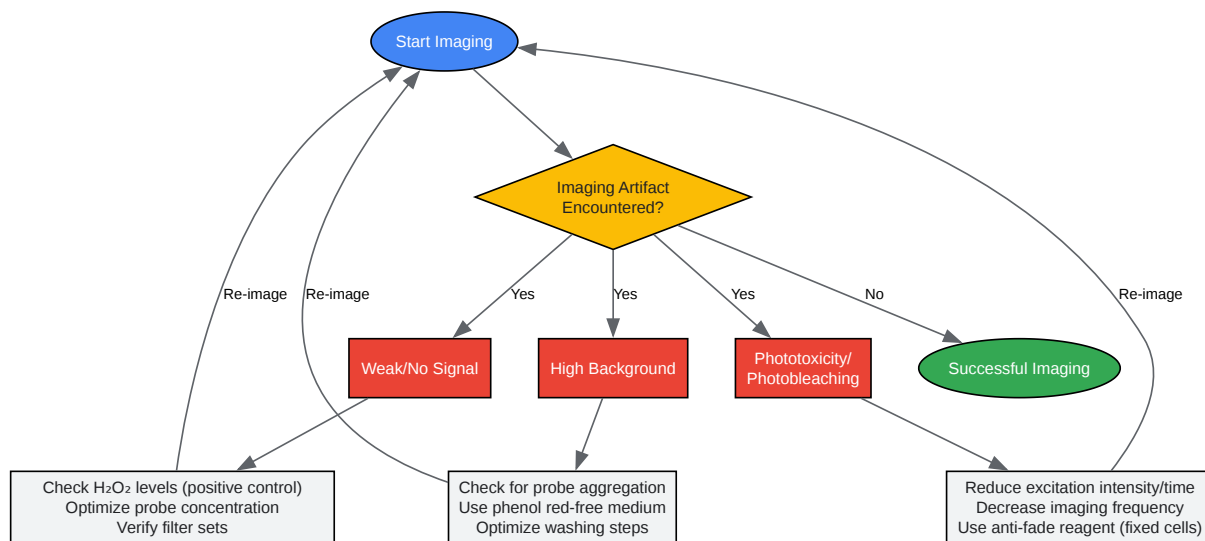 Start Imaging
Imaging Artifact
Encountered?
Re-image
Re-image
Yes
Yes
Yes
No
Re-image
Weak/No Signal
High Background
Phototoxicity/
Photobleaching
Successful Imaging
Check H₂O₂ levels (positive control)
Optimize probe concentration
Verify filter sets
Check for probe aggregation
Use phenol red-free medium
Optimize washing steps
Reduce excitation intensity/time
Decrease imaging frequency
Use anti-fade reagent (fixed cells)